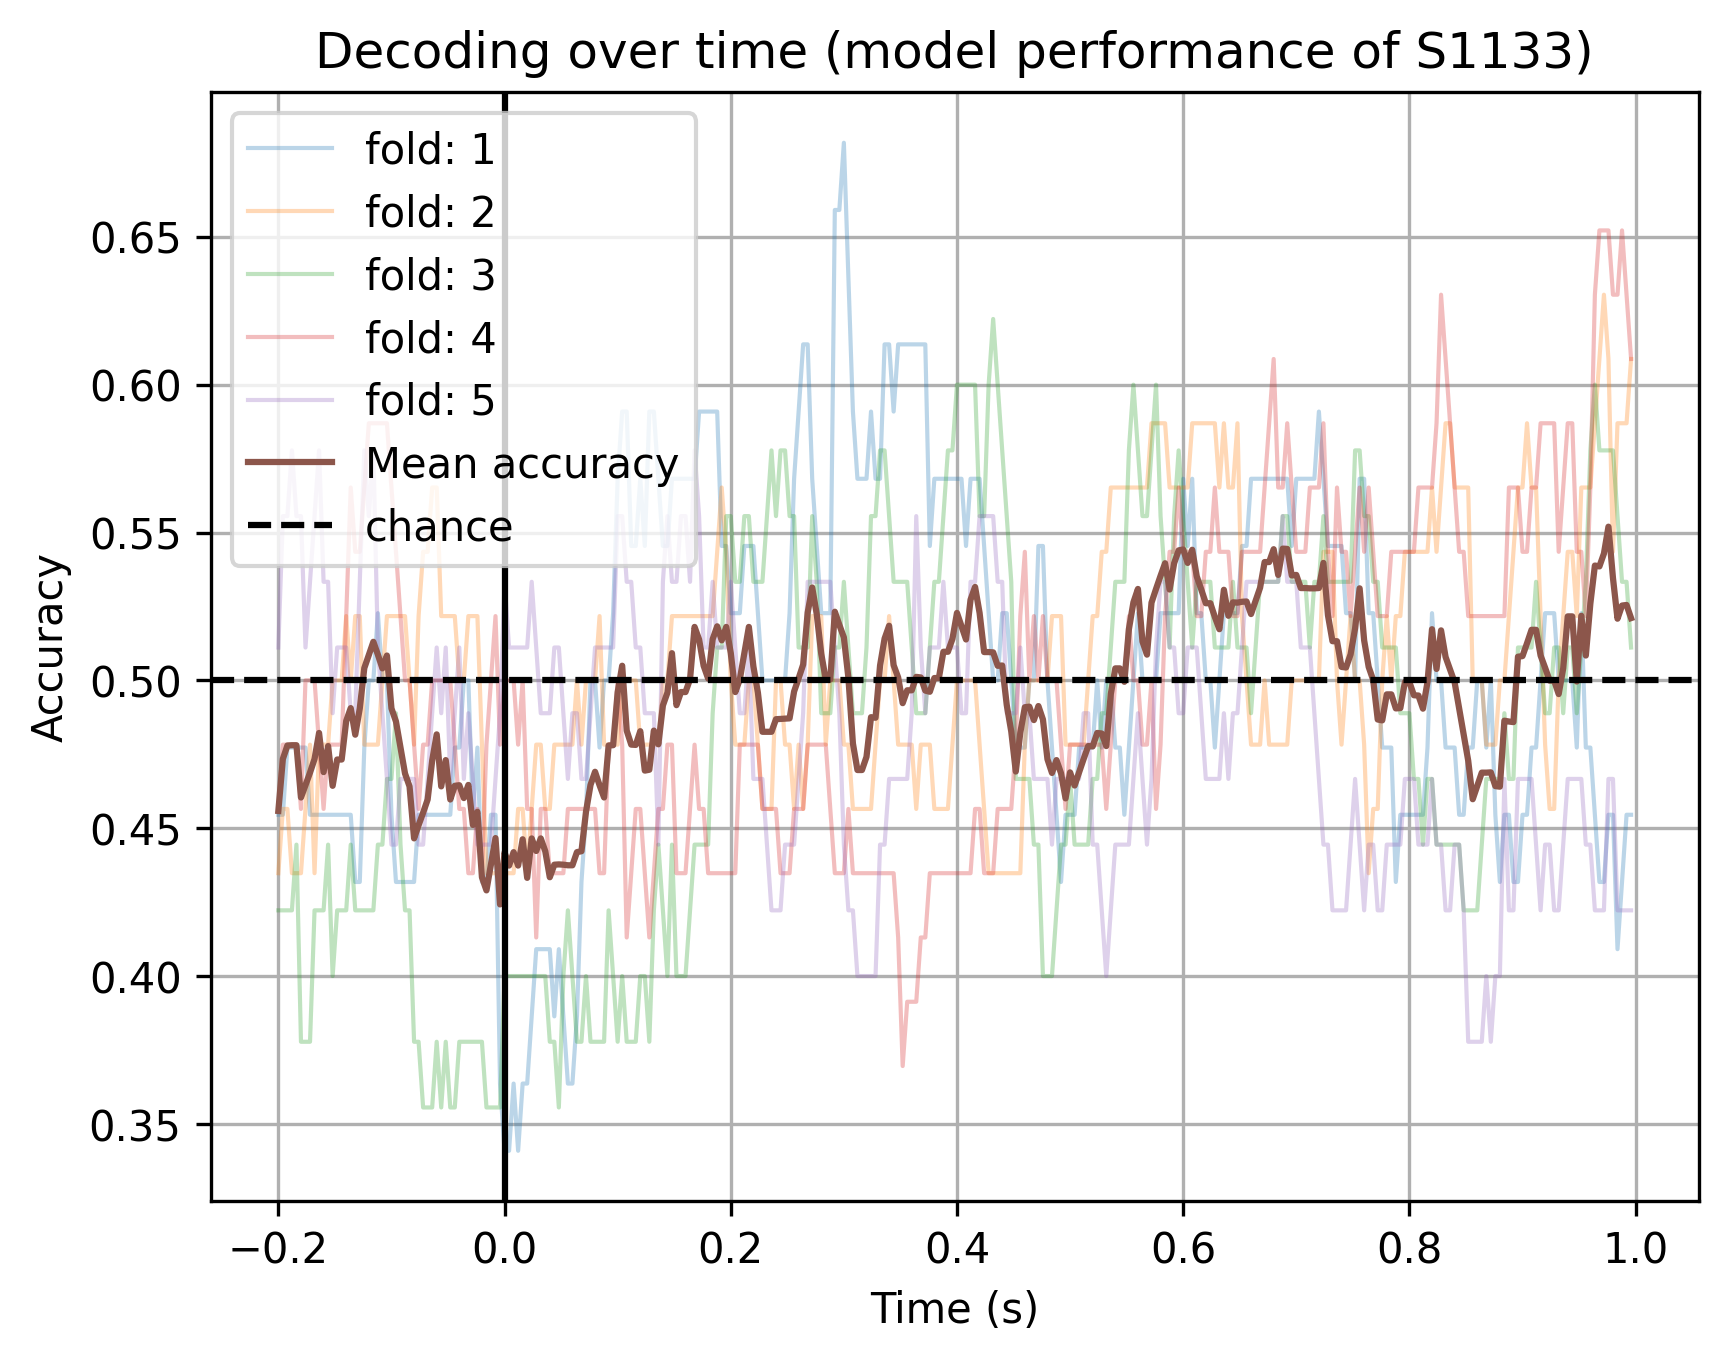 Decoding over time (model performance of S1133)
fold: 1
fold: 2
fold: 3
fold: 4
fold: 5
Mean accuracy
chance
Accuracy
0.65
0.60
0.55
0.50
0.45
0.40
0.35
−0.2 0.0 0.2 0.4 0.6 0.8 1.0
Time (s)